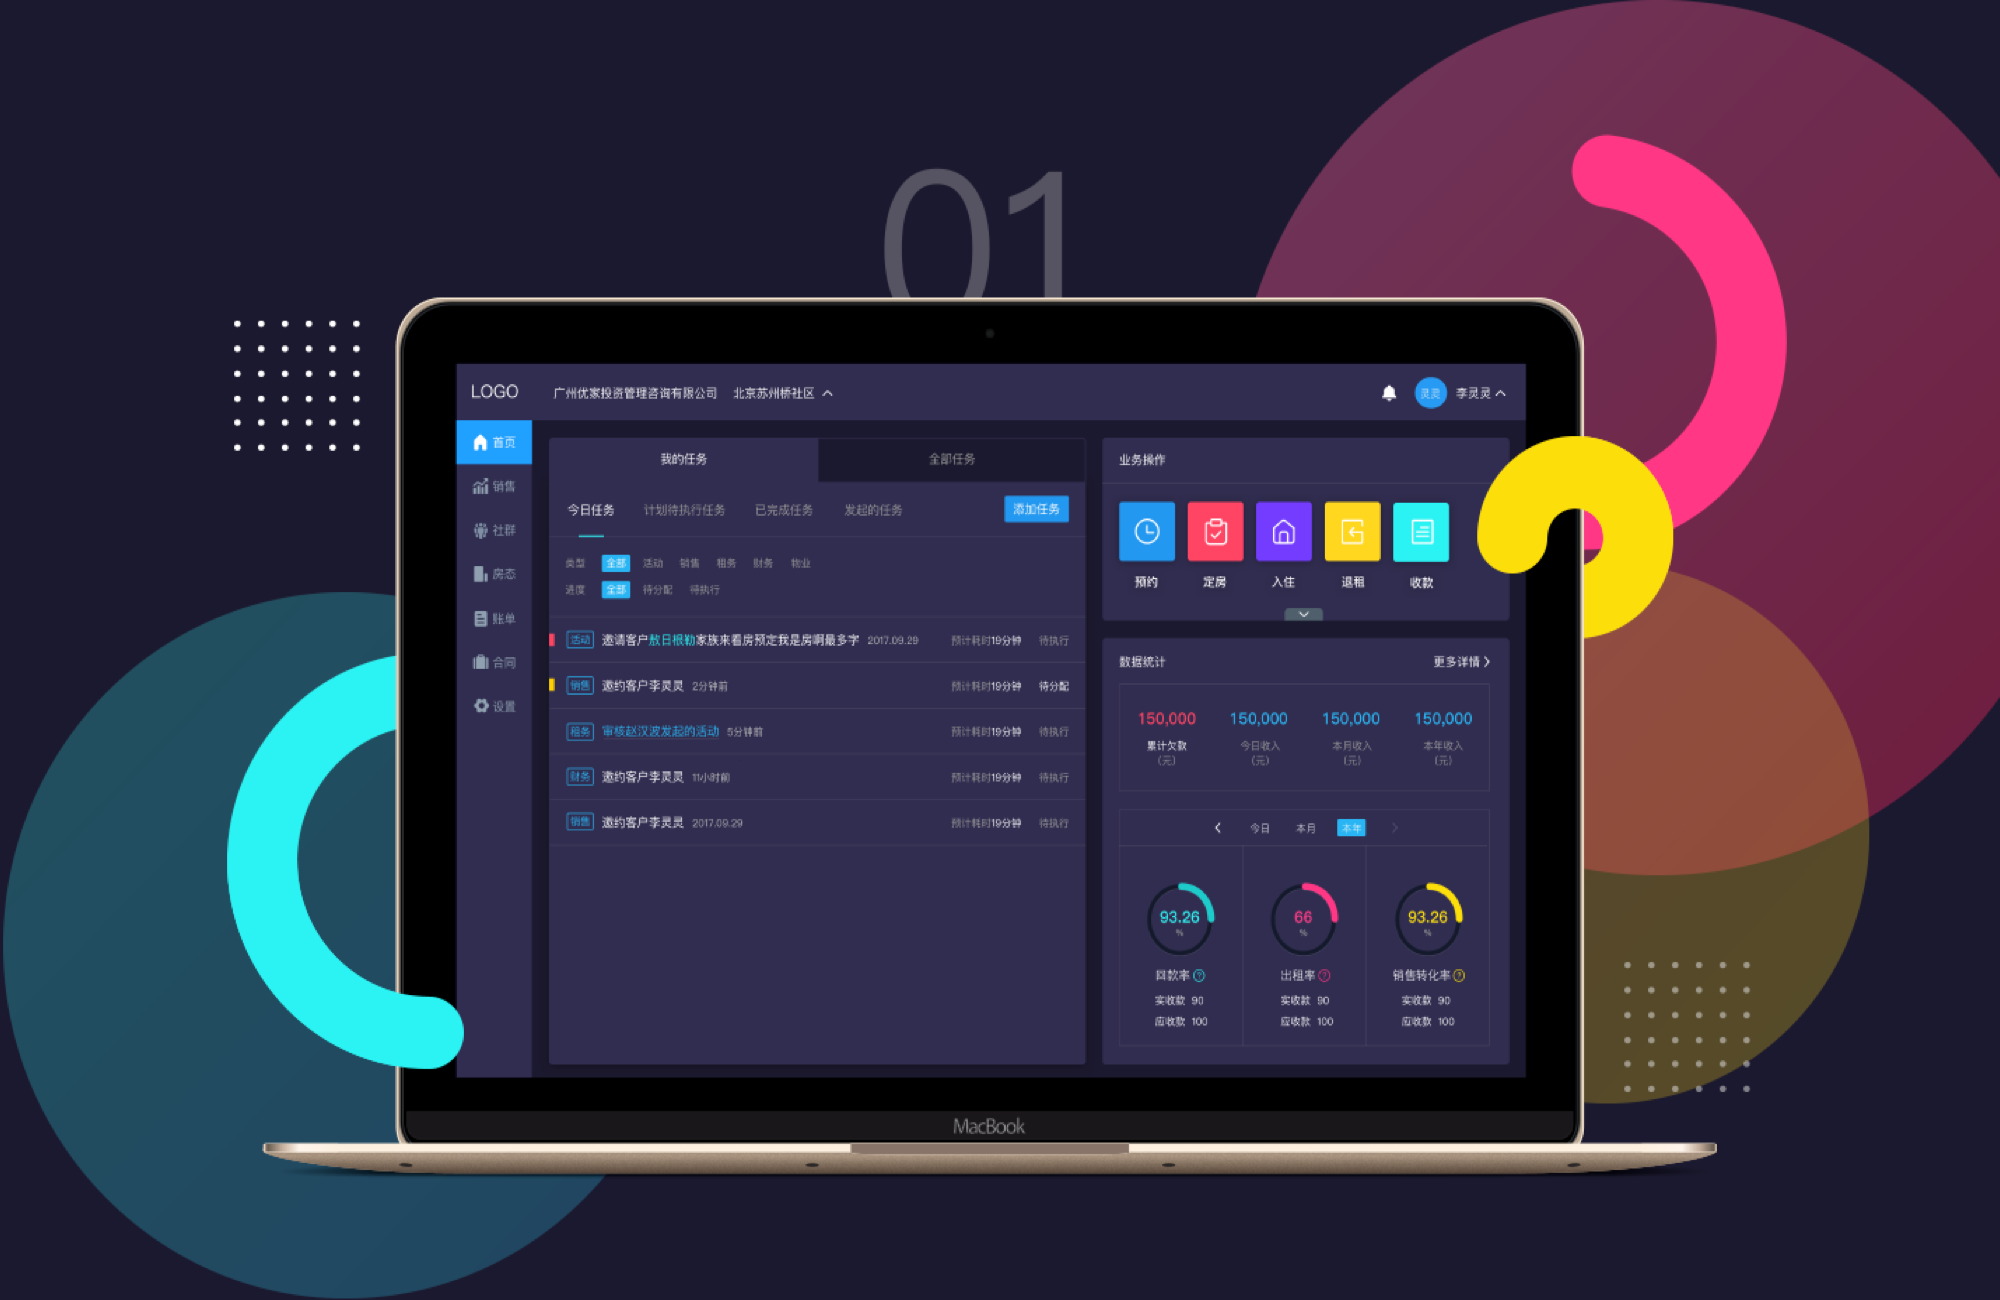 01
LOGO 广州优家投资管理咨询有限公司 北京苏州桥社区 灵灵 李灵灵
首页
销售
社群
房态
账单
合同
设置
我的任务 全部任务
今日任务 计划待执行任务 已完成任务 发起的任务 添加任务
类型 全部 活动 销售 租务 财务 物业
进度 全部 待分配 待执行
活动 邀请客户敖日根勒家族来看房预定我是房啊最多字 2017.09.29 预计耗时19分钟 待执行
销售 邀约客户李灵灵 2分钟前 预计耗时19分钟 待分配
租务 审核赵汉波发起的活动 5分钟前 预计耗时19分钟 待执行
财务 邀约客户李灵灵 11小时前 预计耗时19分钟 待执行
销售 邀约客户李灵灵 2017.09.29 预计耗时19分钟 待执行
业务操作
预约 定房 入住 退租 收款
数据统计 更多详情
150,000 150,000 150,000 150,000
累计欠款 今日收入 本月收入 本年收入
(元) (元) (元) (元)
今日 本月 本年
93.26 66 93.26
% % %
回款率? 出租率? 销售转化率?
实收款 90 实收款 90 实收款 90
应收款 100 应收款 100 应收款 100
MacBook